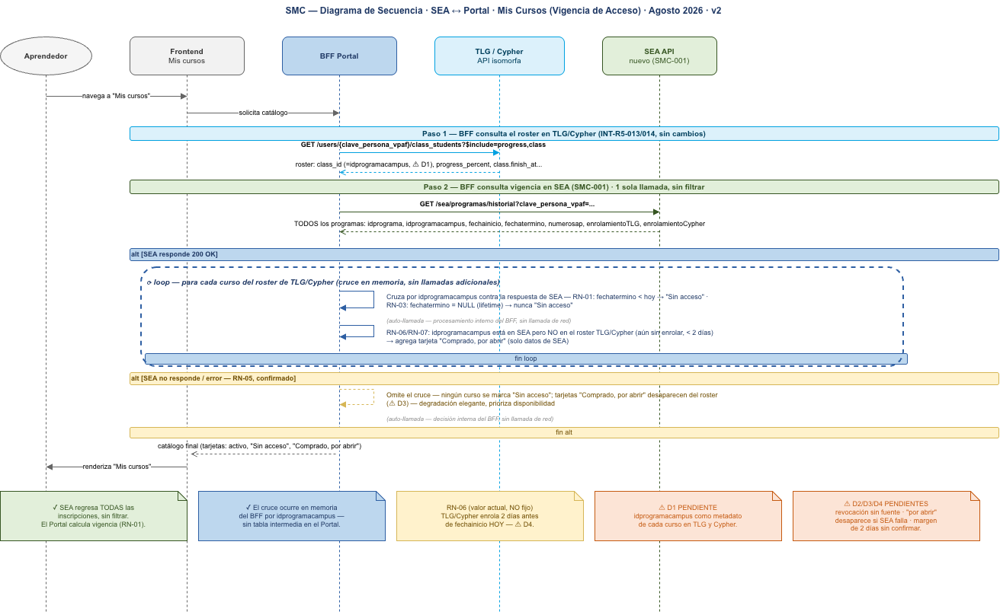 SMC — Diagrama de Secuencia · SEA ↔ Portal · Mis Cursos (Vigencia de Acceso) · Agosto 2026 · v2
Aprendedor
Frontend
Mis cursos
BFF Portal
TLG / Cypher
API isomorfa
SEA API
nuevo (SMC-001)
navega a "Mis cursos"
solicita catálogo
Paso 1 — BFF consulta el roster en TLG/Cypher (INT-R5-013/014, sin cambios)
GET /users/{clave_persona_vpaf}/class_students?$include=progress,class
roster: class_id (=idprogramacampus, ⚠ D1), progress_percent, class.finish_at...
Paso 2 — BFF consulta vigencia en SEA (SMC-001) · 1 sola llamada, sin filtrar
GET /sea/programas/historial?clave_persona_vpaf=...
TODOS los programas: idprograma, idprogramacampus, fechainicio, fechatermino, numerosap, enrolamientoTLG, enrolamientoCypher
alt [SEA responde 200 OK]
⟳ loop — para cada curso del roster de TLG/Cypher (cruce en memoria, sin llamadas adicionales)
Cruza por idprogramacampus contra la respuesta de SEA — RN-01: fechatermino < hoy → "Sin acceso" ·
RN-03: fechatermino = NULL (lifetime) → nunca "Sin acceso"
(auto-llamada — procesamiento interno del BFF, sin llamada de red)
RN-06/RN-07: idprogramacampus está en SEA pero NO en el roster TLG/Cypher (aún sin enrolar, < 2 días)
→ agrega tarjeta "Comprado, por abrir" (solo datos de SEA)
fin loop
alt [SEA no responde / error — RN-05, confirmado]
Omite el cruce — ningún curso se marca "Sin acceso"; tarjetas "Comprado, por abrir" desaparecen del roster
(⚠ D3) — degradación elegante, prioriza disponibilidad
(auto-llamada — decisión interna del BFF, sin llamada de red)
fin alt
catálogo final (tarjetas: activo, "Sin acceso", "Comprado, por abrir")
renderiza "Mis cursos"
✓ SEA regresa TODAS las
inscripciones, sin filtrar.
El Portal calcula vigencia (RN-01).
✓ El cruce ocurre en memoria
del BFF por idprogramacampus —
sin tabla intermedia en el Portal.
RN-06 (valor actual, NO fijo)
TLG/Cypher enrola 2 días antes
de fechainicio HOY — ⚠ D4.
⚠ D1 PENDIENTE
idprogramacampus como metadato
de cada curso en TLG y Cypher.
⚠ D2/D3/D4 PENDIENTES
revocación sin fuente · "por abrir"
desaparece si SEA falla · margen
de 2 días sin confirmar.